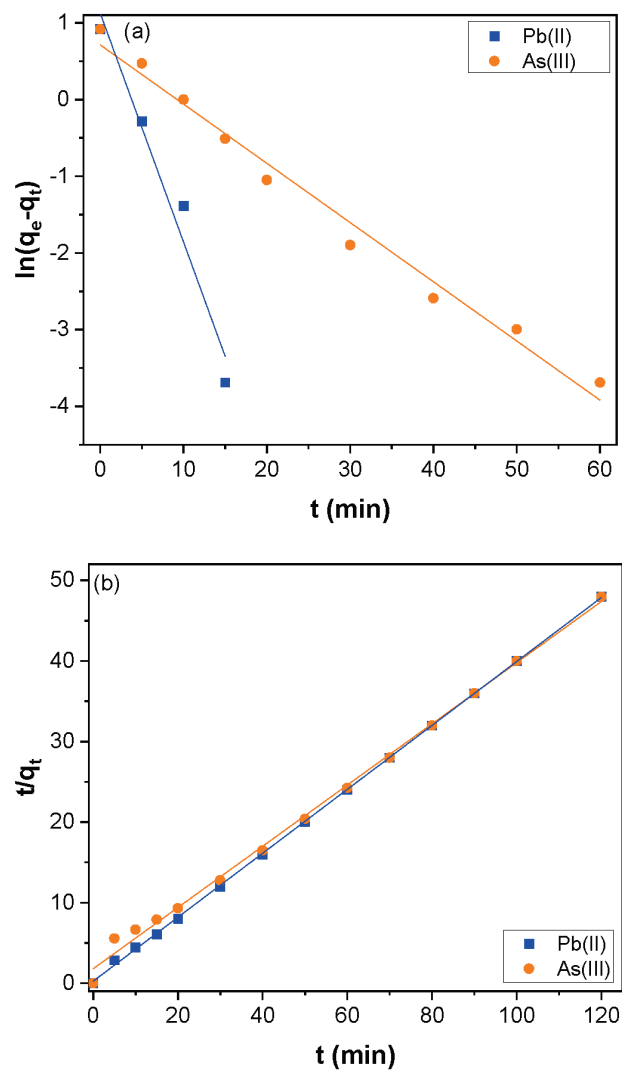 (a)
Pb(II)
As(III)
1
0
-1
-2
-3
-4
ln(qe-qt)
0 10 20 30 40 50 60
t (min)
(b)
50
40
30
20
10
0
t/qt
Pb(II)
As(III)
0 20 40 60 80 100 120
t (min)